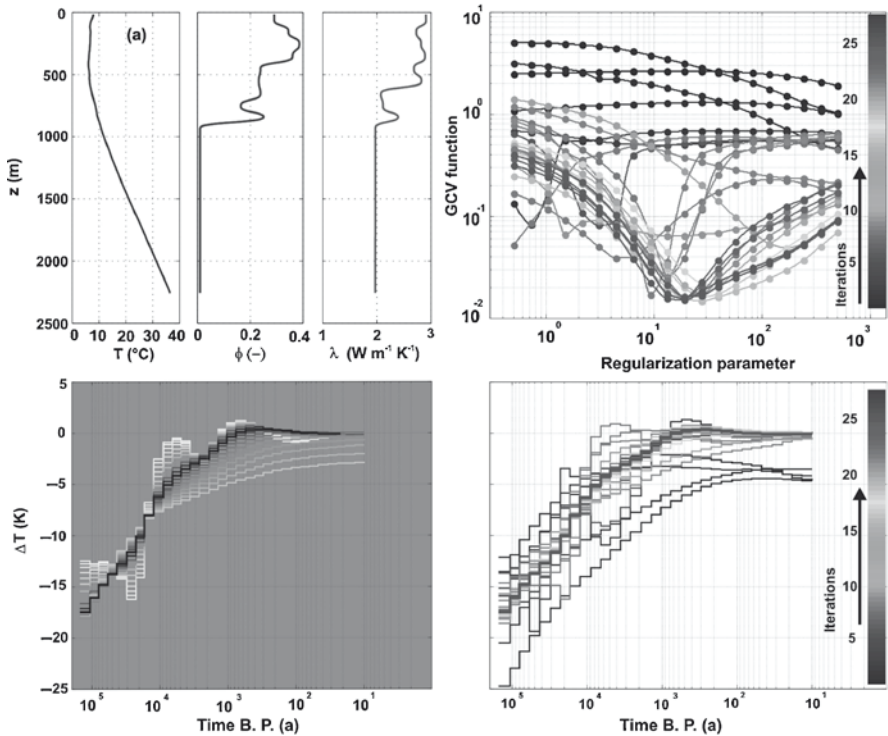 0
500
1000
1500
2000
2500
z (m)
(a)
0 10 20 30 40
T (°C)
0 0.2 0.4
ϕ (−)
1 2 3
λ (W m⁻¹ K⁻¹)
10¹
10⁰
10⁻¹
10⁻²
GCV function
10⁰ 10¹ 10² 10³
Regularization parameter
25
20
15
10
5
Iterations
5
0
−5
−10
−15
−20
−25
ΔT (K)
10⁵ 10⁴ 10³ 10² 10¹
Time B. P. (a)
10⁵ 10⁴ 10³ 10² 10¹
Time B. P. (a)
25
20
15
10
5
Iterations